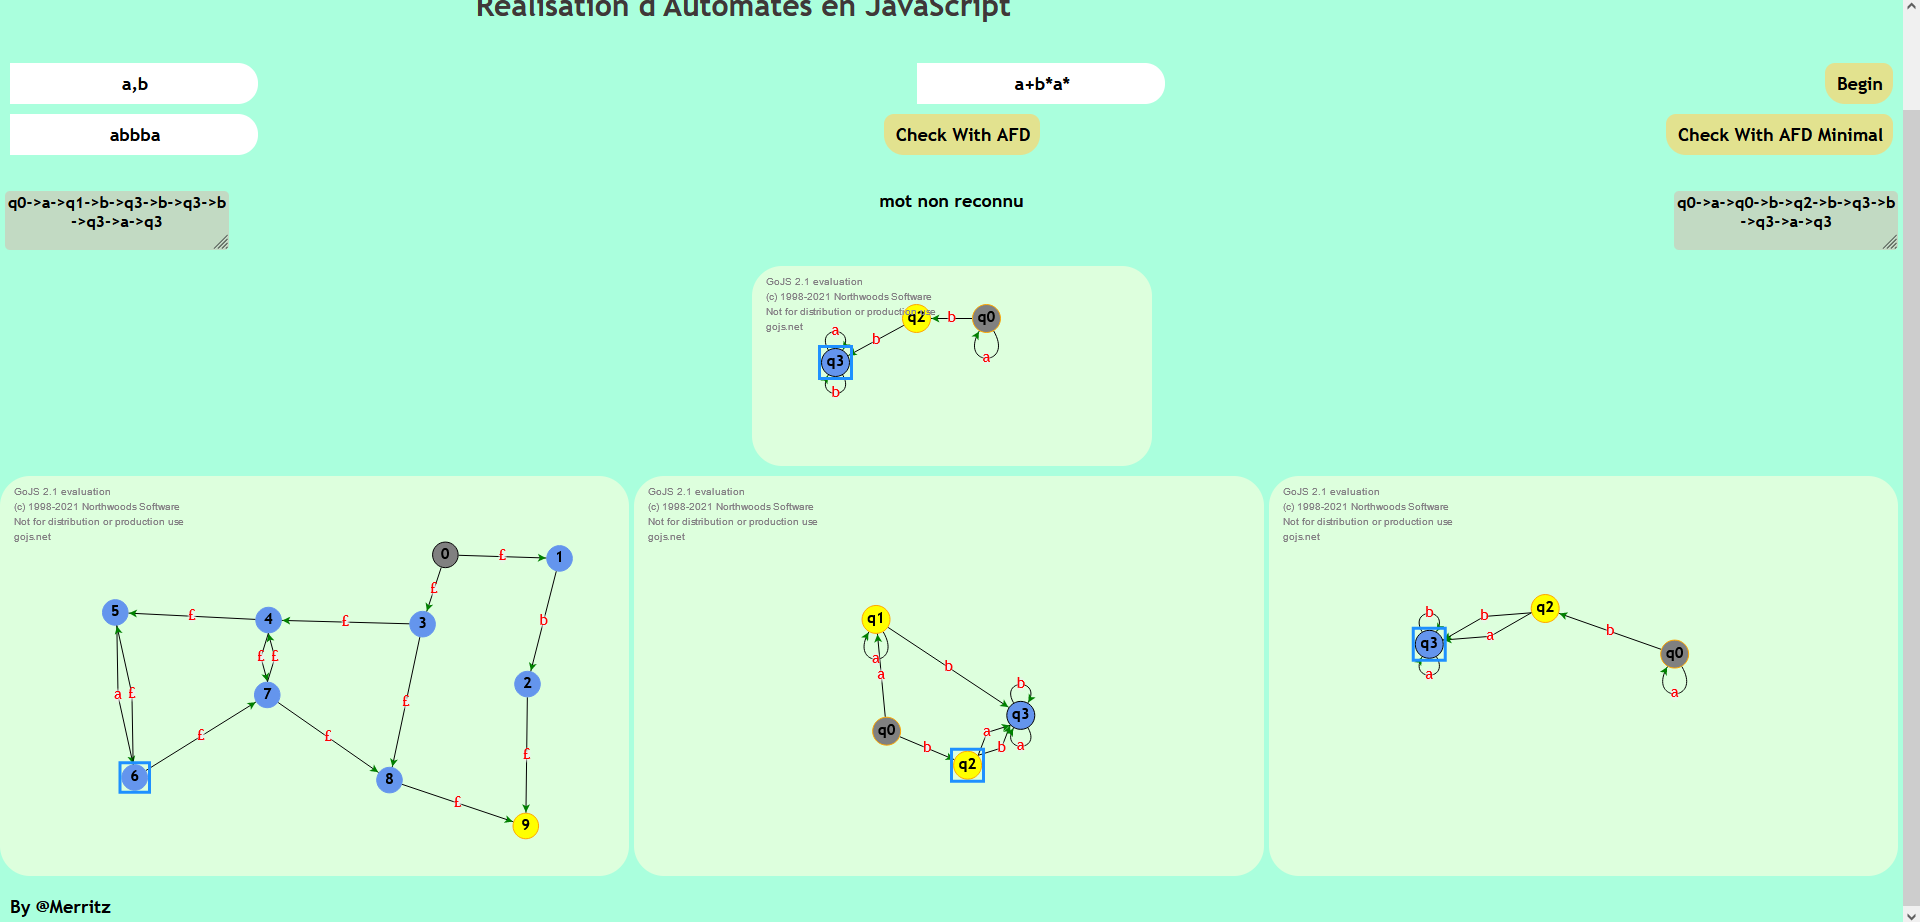 Réalisation d'Automates en JavaScript
a,b
a+b*a*
Begin
abbba
Check With AFD
Check With AFD Minimal
q0->a->q1->b->q3->b->q3->b
->q3->a->q3
mot non reconnu
q0->a->q0->b->q2->b->q3->b
->q3->a->q3
GoJS 2.1 evaluation
(c) 1998-2021 Northwoods Software
Not for distribution or production use
gojs.net
q2
b
q0
a
b
q3
a
b
GoJS 2.1 evaluation
(c) 1998-2021 Northwoods Software
Not for distribution or production use
gojs.net
0
£
1
£
5
£
4
£
3
b
£
£
a
£
7
£
2
£
£
£
6
8
£
£
9
GoJS 2.1 evaluation
(c) 1998-2021 Northwoods Software
Not for distribution or production use
gojs.net
q1
a
a
b
b
q3
q0
a
a
b
b
q2
GoJS 2.1 evaluation
(c) 1998-2021 Northwoods Software
Not for distribution or production use
gojs.net
b
b
q2
q3
a
b
a
q0
a
By @Merritz